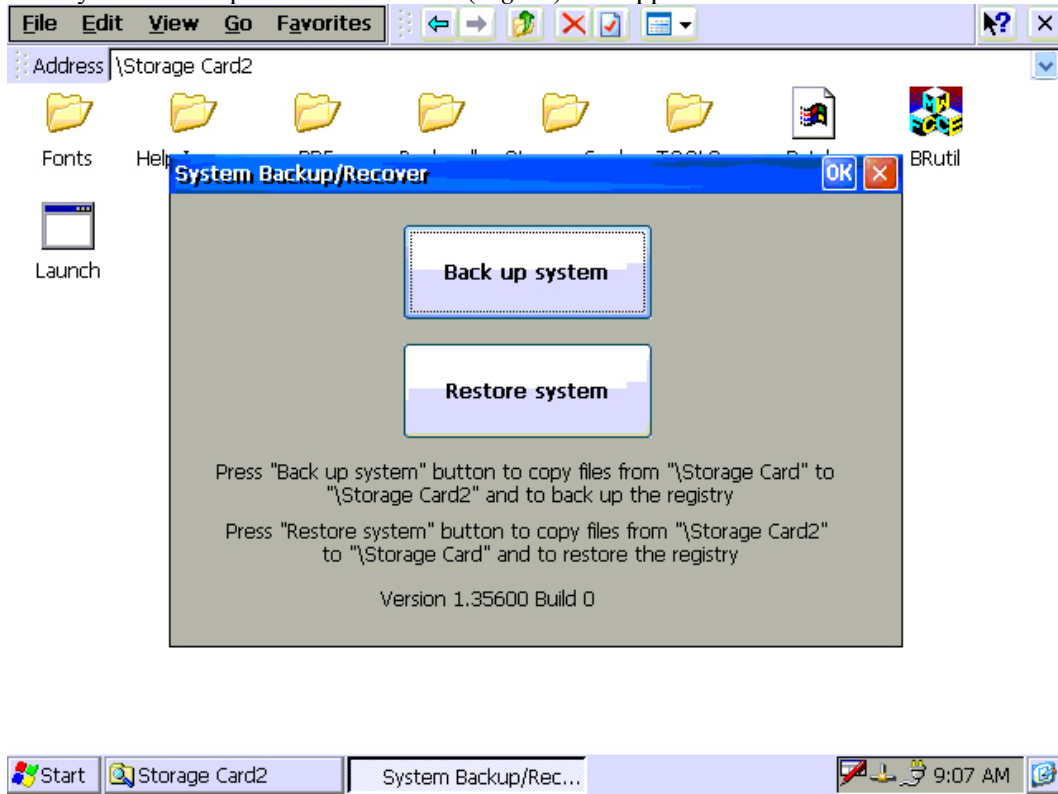 File Edit View Go Favorites
Address \Storage Card2
Fonts
BRutil
Launch
System Backup/Recover OK
Back up system
Restore system
Press "Back up system" button to copy files from "\Storage Card" to
"\Storage Card2" and to back up the registry
Press "Restore system" button to copy files from "\Storage Card2"
to "\Storage Card" and to restore the registry
Version 1.35600 Build 0
Start Storage Card2 System Backup/Rec... 9:07 AM